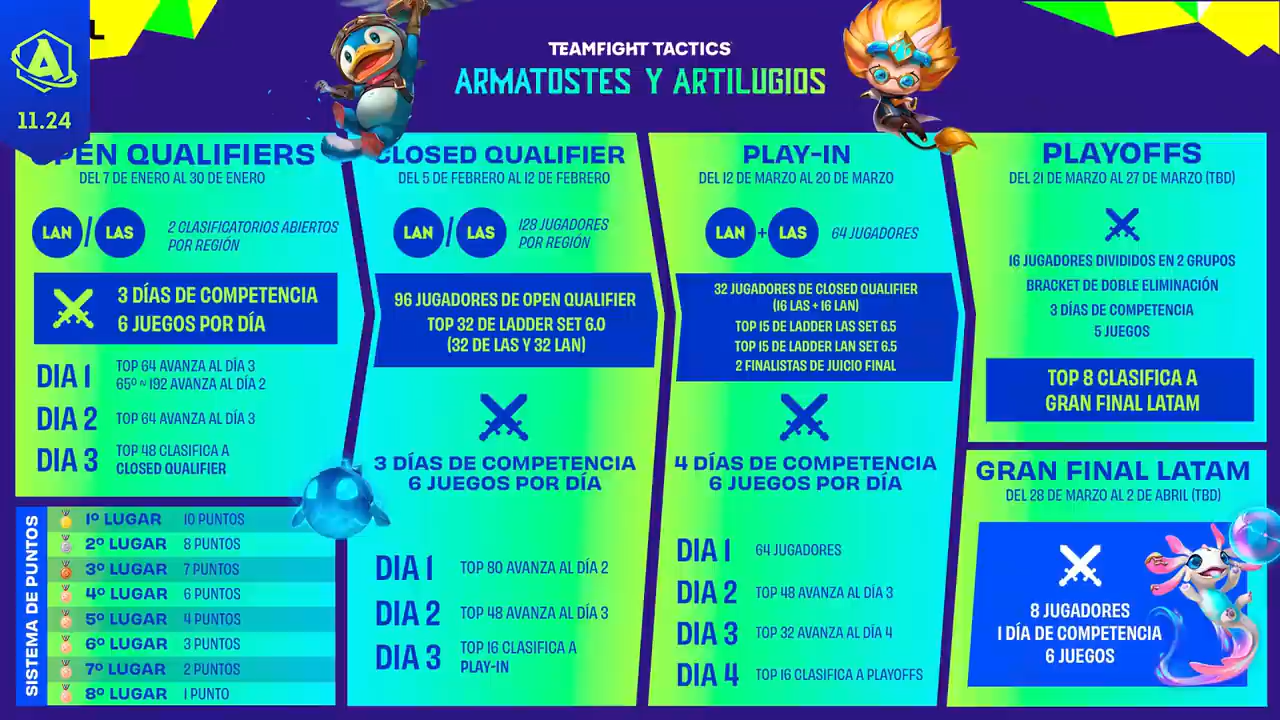 L
A
11.24
TEAMFIGHT TACTICS
ARMATOSTES Y ARTILUGIOS
OPEN QUALIFIERS
DEL 7 DE ENERO AL 30 DE ENERO
LAN / LAS
2 CLASIFICATORIOS ABIERTOS
POR REGIÓN
3 DÍAS DE COMPETENCIA
6 JUEGOS POR DÍA
DIA 1
TOP 64 AVANZA AL DÍA 3
65º ~ 192 AVANZA AL DÍA 2
DIA 2
TOP 64 AVANZA AL DÍA 3
DIA 3
TOP 48 CLASIFICA A
CLOSED QUALIFIER
SISTEMA DE PUNTOS
1º LUGAR 10 PUNTOS
2º LUGAR 8 PUNTOS
3º LUGAR 7 PUNTOS
4º LUGAR 6 PUNTOS
5º LUGAR 4 PUNTOS
6º LUGAR 3 PUNTOS
7º LUGAR 2 PUNTOS
8º LUGAR 1 PUNTO
CLOSED QUALIFIER
DEL 5 DE FEBRERO AL 12 DE FEBRERO
LAN / LAS
128 JUGADORES
POR REGIÓN
96 JUGADORES DE OPEN QUALIFIER
TOP 32 DE LADDER SET 6.0
(32 DE LAS Y 32 LAN)
3 DÍAS DE COMPETENCIA
6 JUEGOS POR DÍA
DIA 1
TOP 80 AVANZA AL DÍA 2
DIA 2
TOP 48 AVANZA AL DÍA 3
DIA 3
TOP 16 CLASIFICA A
PLAY-IN
PLAY-IN
DEL 12 DE MARZO AL 20 DE MARZO
LAN + LAS
64 JUGADORES
32 JUGADORES DE CLOSED QUALIFIER
(16 LAS + 16 LAN)
TOP 15 DE LADDER LAS SET 6.5
TOP 15 DE LADDER LAN SET 6.5
2 FINALISTAS DE JUICIO FINAL
4 DÍAS DE COMPETENCIA
6 JUEGOS POR DÍA
DIA 1
64 JUGADORES
DIA 2
TOP 48 AVANZA AL DÍA 3
DIA 3
TOP 32 AVANZA AL DÍA 4
DIA 4
TOP 16 CLASIFICA A PLAYOFFS
PLAYOFFS
DEL 21 DE MARZO AL 27 DE MARZO (TBD)
16 JUGADORES DIVIDIDOS EN 2 GRUPOS
BRACKET DE DOBLE ELIMINACIÓN
3 DÍAS DE COMPETENCIA
5 JUEGOS
TOP 8 CLASIFICA A
GRAN FINAL LATAM
GRAN FINAL LATAM
DEL 28 DE MARZO AL 2 DE ABRIL (TBD)
8 JUGADORES
1 DÍA DE COMPETENCIA
6 JUEGOS